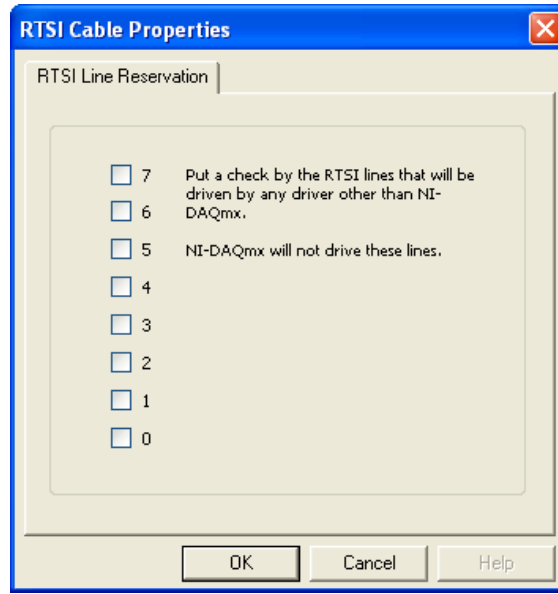 RTSI Cable Properties
RTSI Line Reservation
7
6
5
4
3
2
1
0
Put a check by the RTSI lines that will be
driven by any driver other than NI-
DAQmx.
NI-DAQmx will not drive these lines.
OK
Cancel
Help